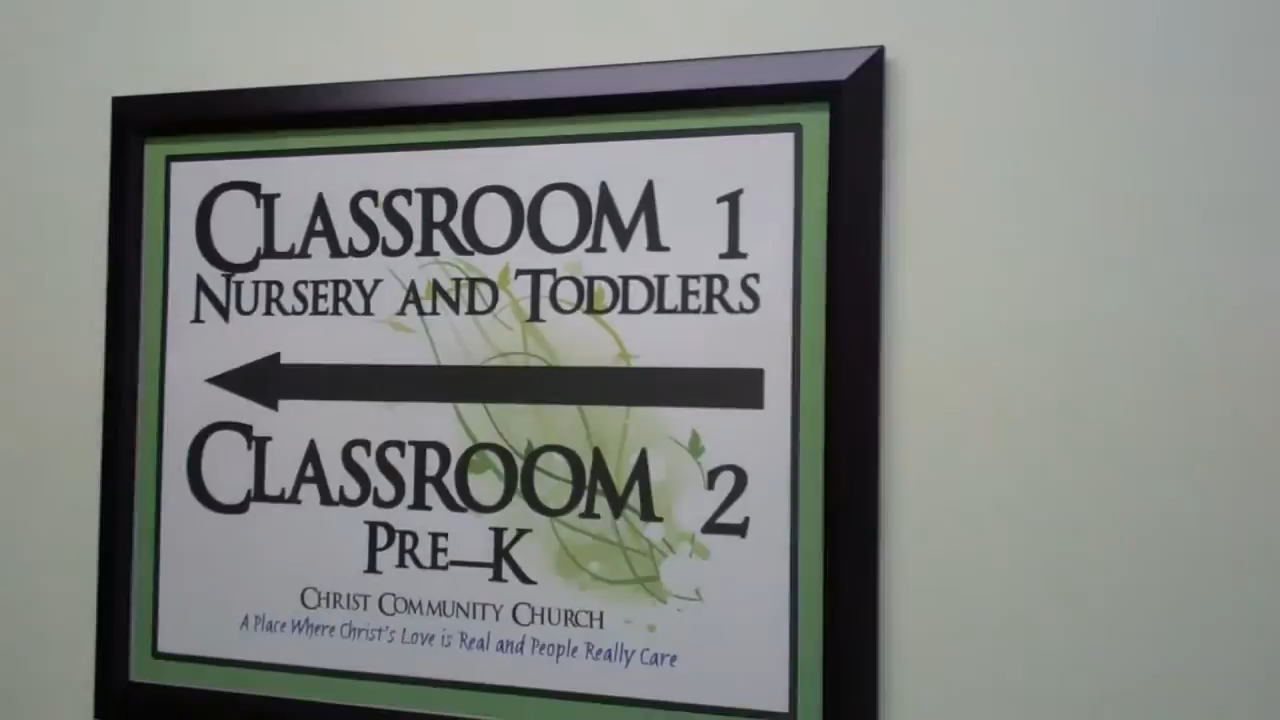 CLASSROOM 1
NURSERY AND TODDLERS
CLASSROOM 2
PRE–K
CHRIST COMMUNITY CHURCH
A Place Where Christ's Love is Real and People Really Care